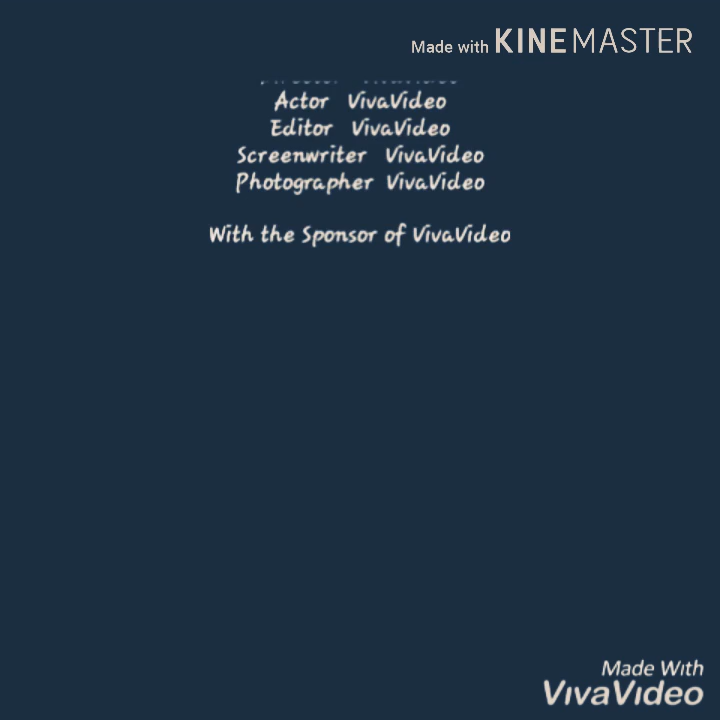 Made with KINEMASTER
Actor VivaVideo
Editor VivaVideo
Screenwriter VivaVideo
Photographer VivaVideo
With the Sponsor of VivaVideo
Made With
VivaVideo